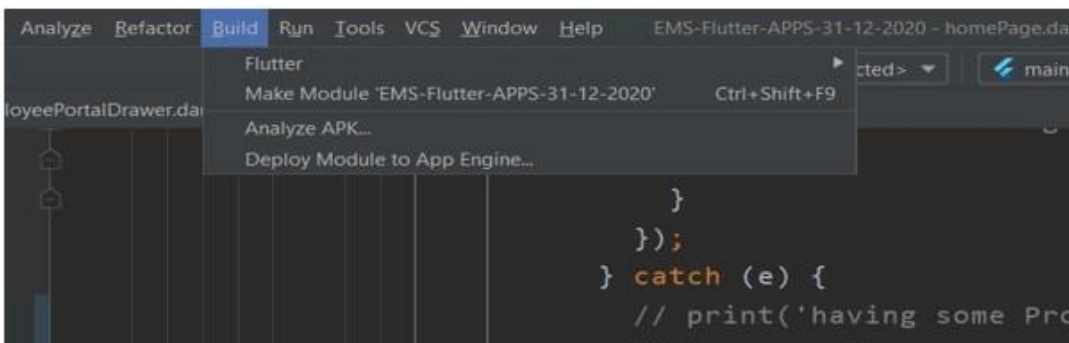 Analyze Refactor Build Run Tools VCS Window Help EMS-Flutter-APPS-31-12-2020 - homePage.da
Flutter
cted> main
Make Module 'EMS-Flutter-APPS-31-12-2020' Ctrl+Shift+F9
loyeePortalDrawer.dar
Analyze APK...
Deploy Module to App Engine...
}
});
} catch (e) {
// print('having some Pro